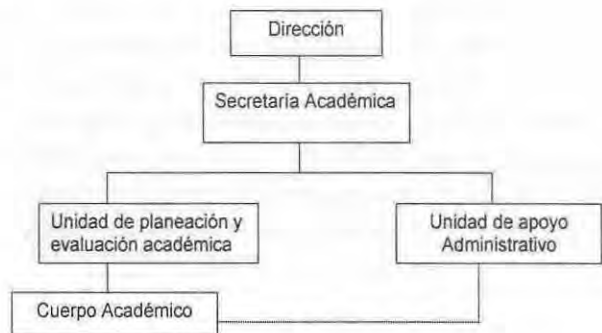 Dirección
Secretaría Académica
Unidad de planeación y
evaluación académica
Unidad de apoyo
Administrativo
Cuerpo Académico